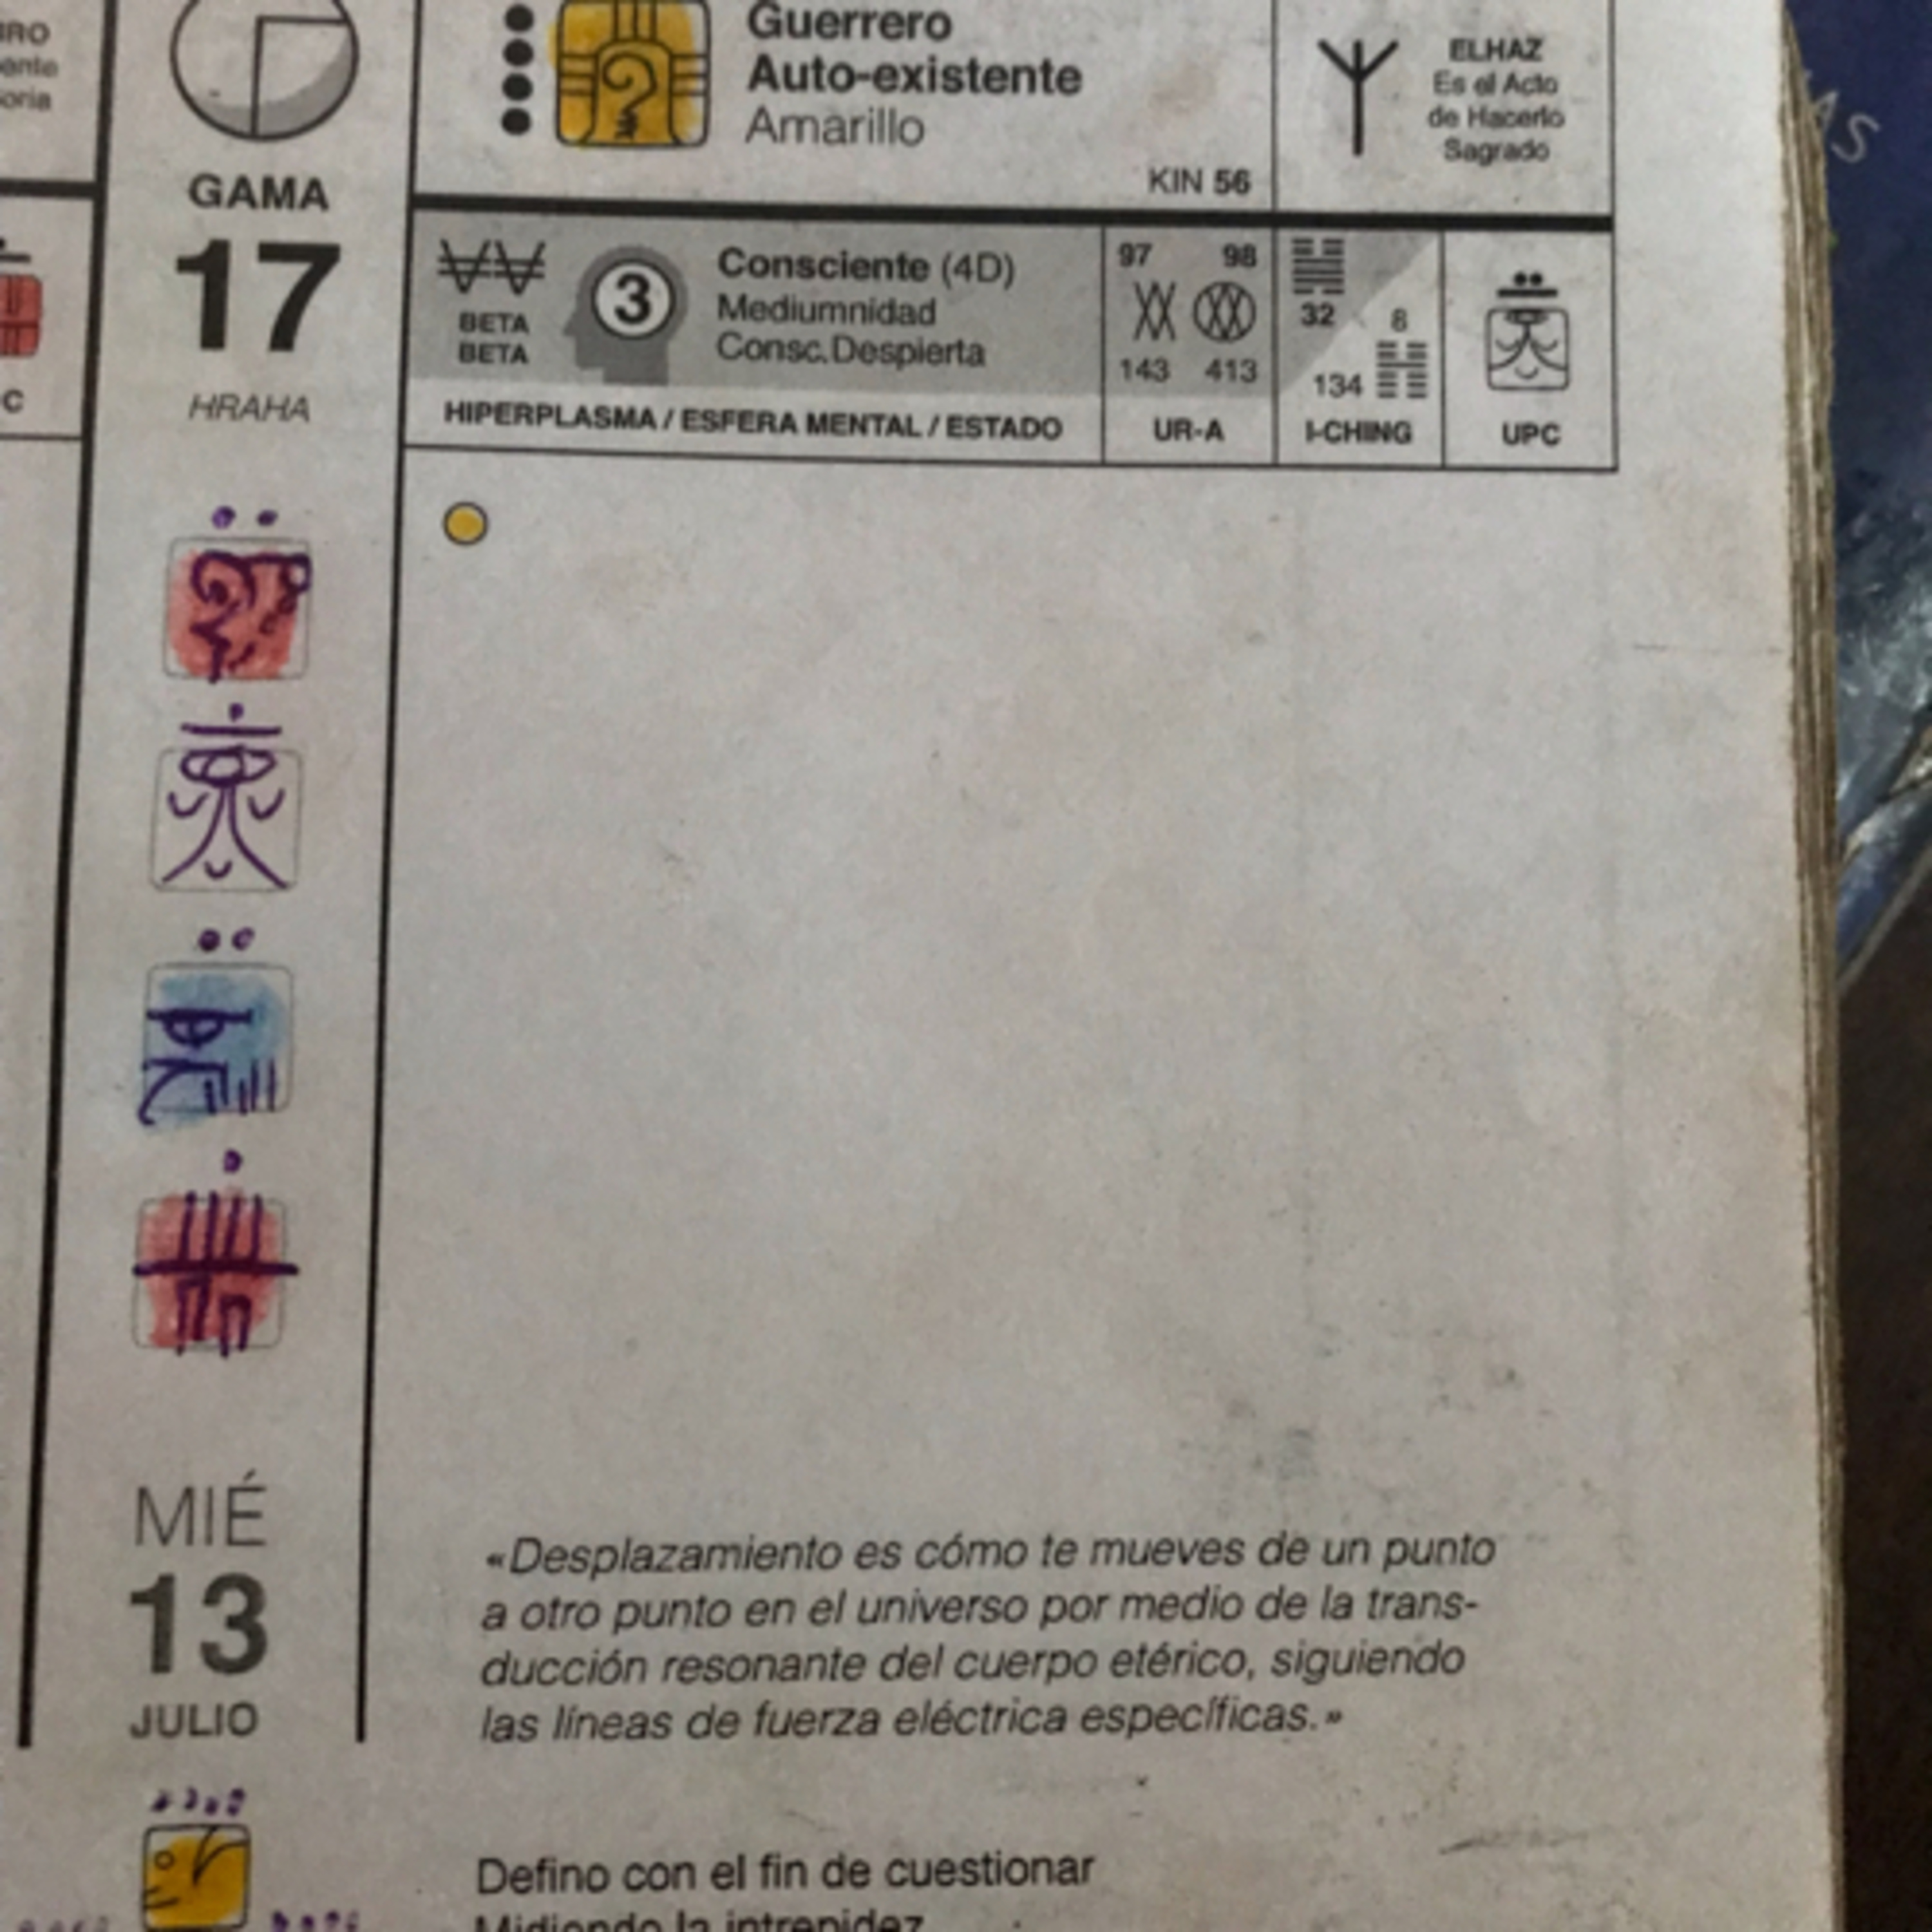 GAMA
17
HRAHA
MIÉ
13
JULIO
Guerrero
Auto-existente
Amarillo
KIN 56
ELHAZ
Es el Acto
de Hacerlo
Sagrado
BETA
BETA
3
Consciente (4D)
Mediumnidad
Consc.Despierta
HIPERPLASMA / ESFERA MENTAL / ESTADO
97 98
143 413
UR-A
32
8
134
I-CHING
UPC
«Desplazamiento es cómo te mueves de un punto
a otro punto en el universo por medio de la trans-
ducción resonante del cuerpo etérico, siguiendo
las líneas de fuerza eléctrica específicas.»
Defino con el fin de cuestionar
Midiendo la intrepidez